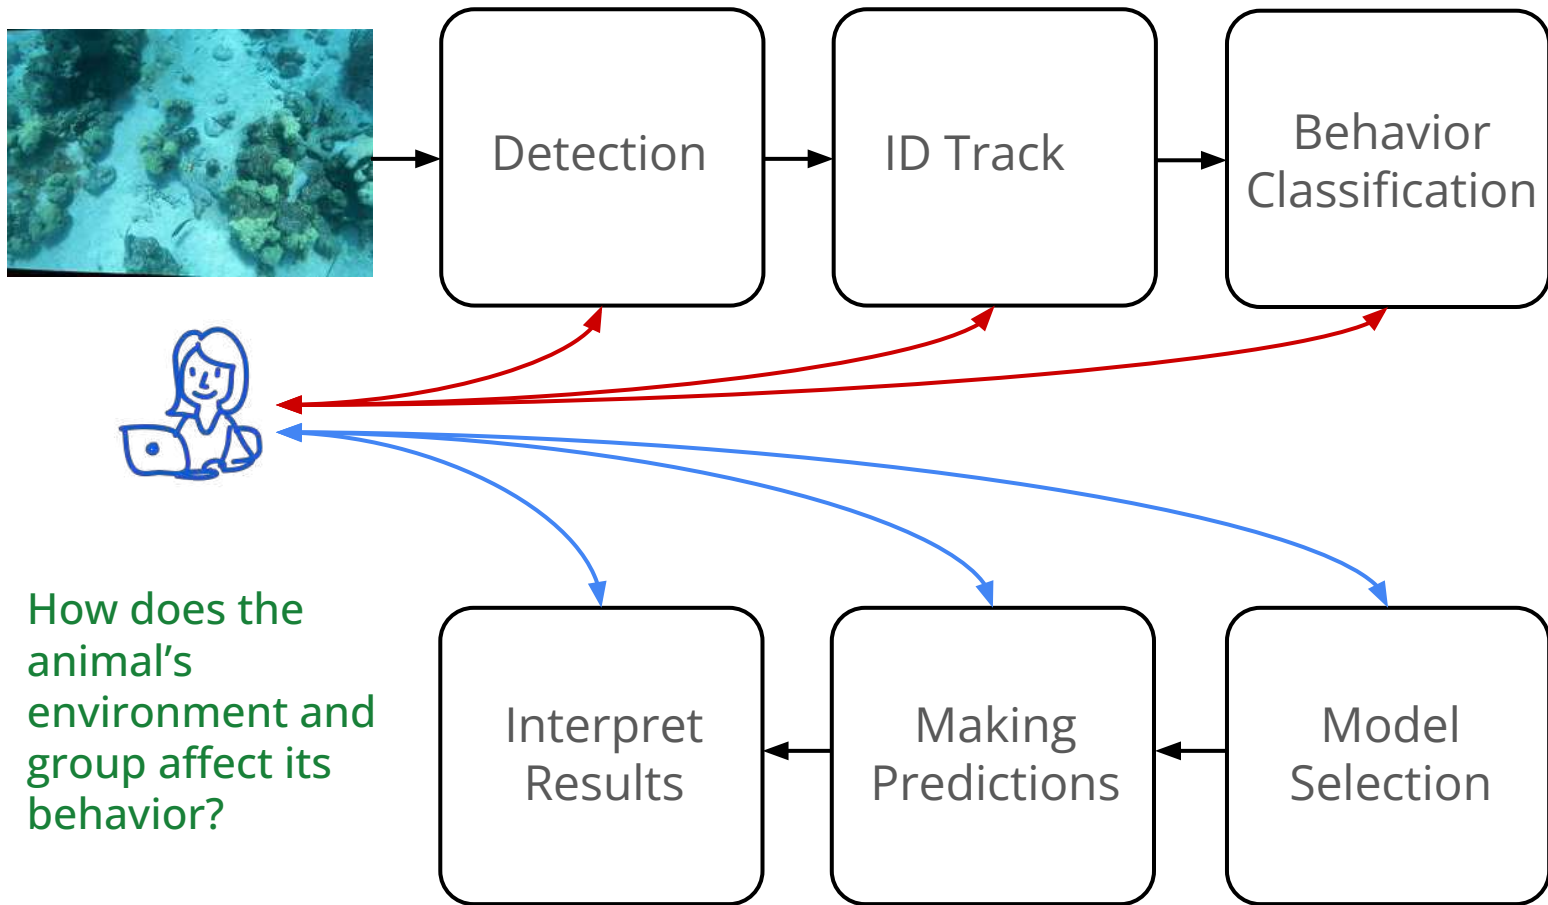 Detection
ID Track
Behavior
Classification
How does the
animal’s
environment and
group affect its
behavior?
Interpret
Results
Making
Predictions
Model
Selection